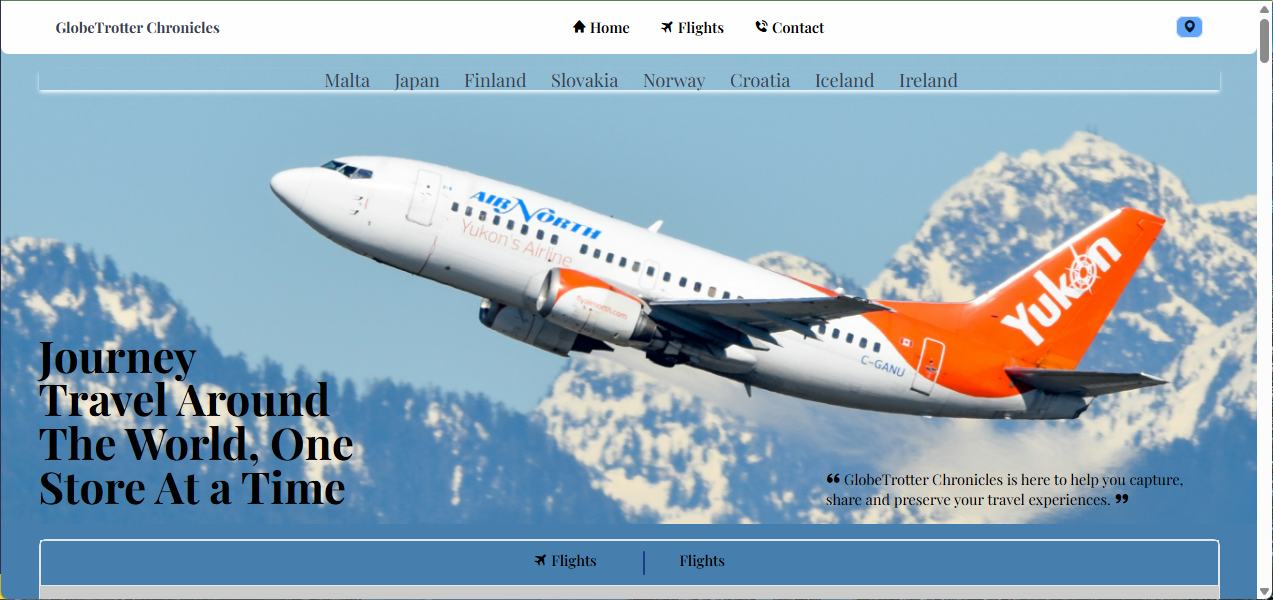 GlobeTrotter Chronicles
Home Flights Contact
Malta Japan Finland Slovakia Norway Croatia Iceland Ireland
AIR NORTH
Yukon's Airline
flyairnorth.com
Yukon
C-GANU
Journey
Travel Around
The World, One
Store At a Time
❝ GlobeTrotter Chronicles is here to help you capture,
share and preserve your travel experiences. ❞
Flights | Flights